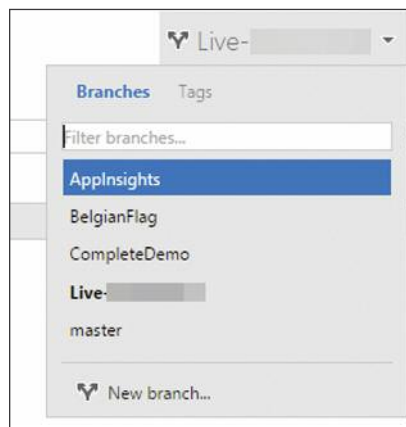 Live-
Branches Tags
Filter branches...
AppInsights
BelgianFlag
CompleteDemo
Live-
master
New branch...